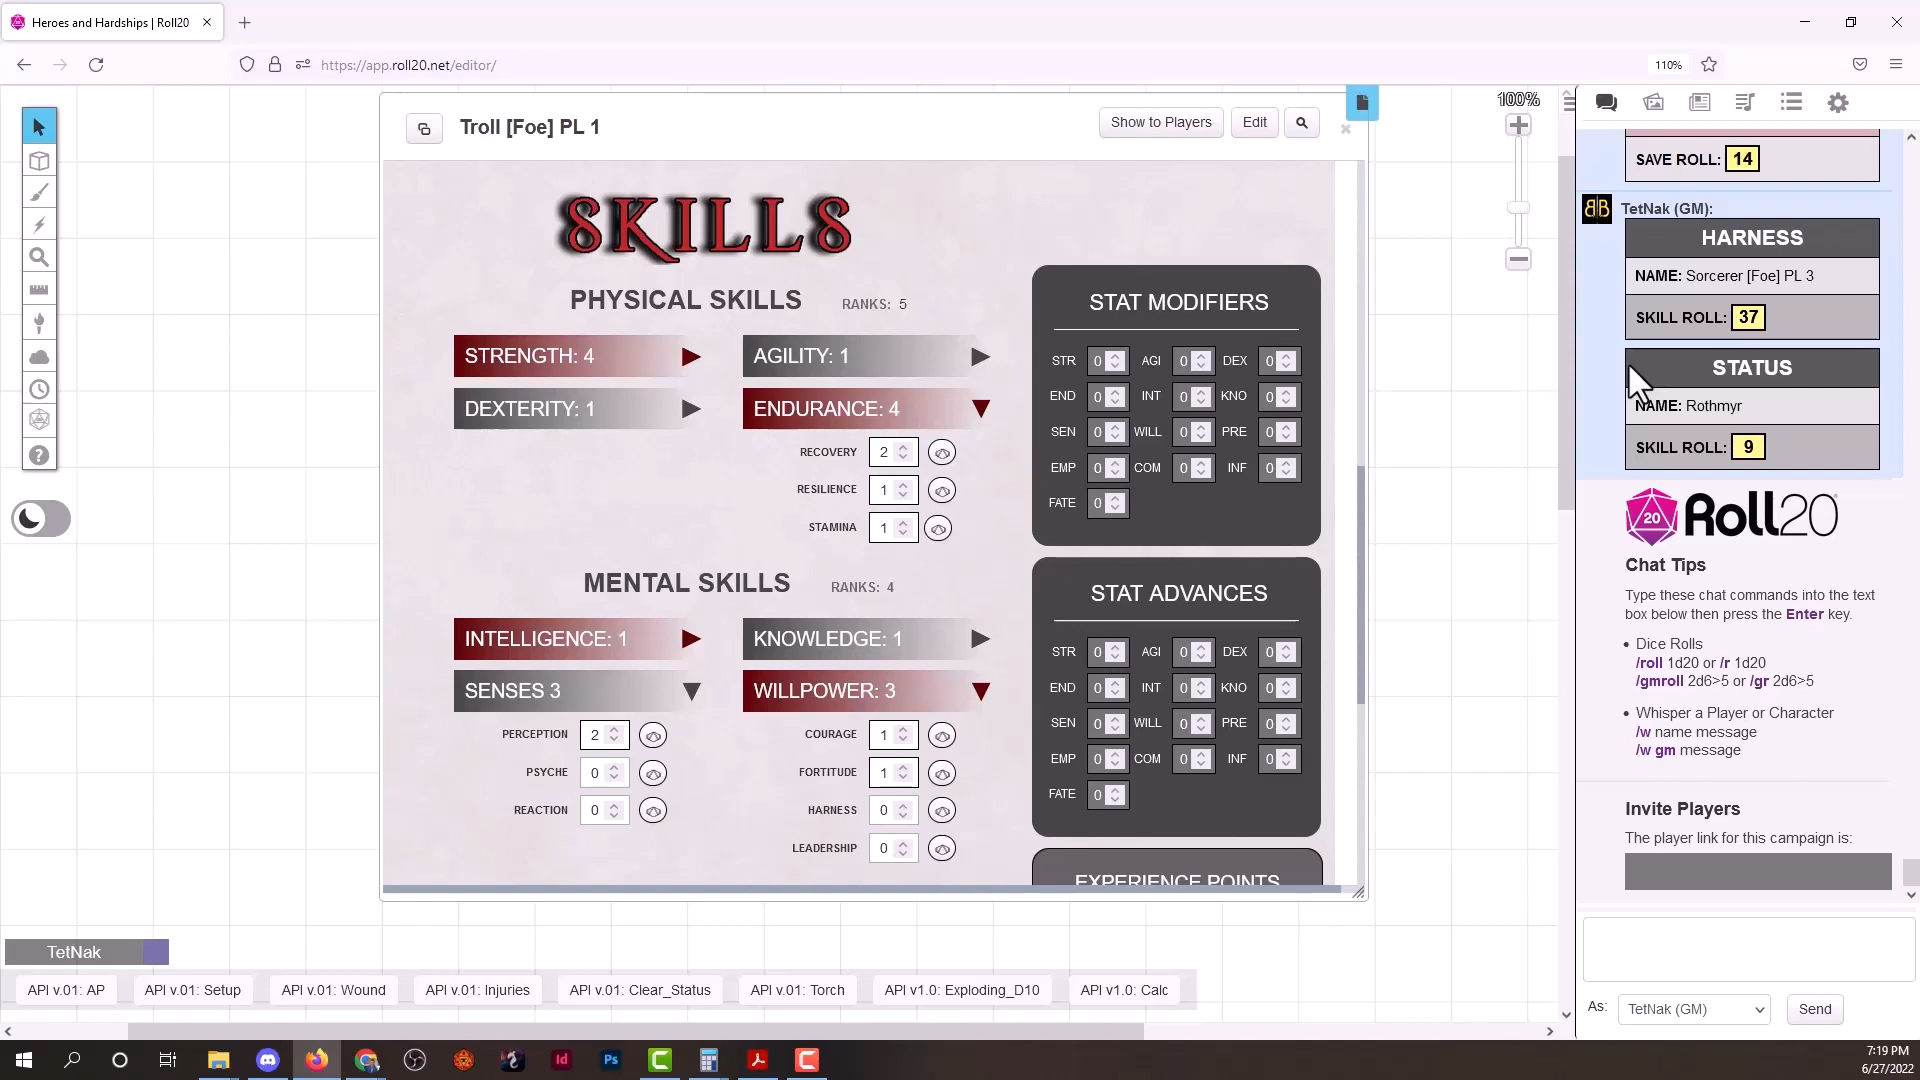 Heroes and Hardships | Roll20
https://app.roll20.net/editor/
110%
Troll [Foe] PL 1
Show to Players
Edit
100%
SKILLS
PHYSICAL SKILLS
RANKS: 5
STRENGTH: 4
AGILITY: 1
DEXTERITY: 1
ENDURANCE: 4
RECOVERY 2
RESILIENCE 1
STAMINA 1
MENTAL SKILLS
RANKS: 4
INTELLIGENCE: 1
KNOWLEDGE: 1
SENSES 3
WILLPOWER: 3
PERCEPTION 2
COURAGE 1
PSYCHE 0
FORTITUDE 1
REACTION 0
HARNESS 0
LEADERSHIP 0
STAT MODIFIERS
STR 0 AGI 0 DEX 0
END 0 INT 0 KNO 0
SEN 0 WILL 0 PRE 0
EMP 0 COM 0 INF 0
FATE 0
STAT ADVANCES
STR 0 AGI 0 DEX 0
END 0 INT 0 KNO 0
SEN 0 WILL 0 PRE 0
EMP 0 COM 0 INF 0
FATE 0
EXPERIENCE POINTS
SAVE ROLL: 14
TetNak (GM):
HARNESS
NAME: Sorcerer [Foe] PL 3
SKILL ROLL: 37
STATUS
NAME: Rothmyr
SKILL ROLL: 9
20 Roll20
Chat Tips
Type these chat commands into the text
box below then press the Enter key.
• Dice Rolls
/roll 1d20 or /r 1d20
/gmroll 2d6>5 or /gr 2d6>5
• Whisper a Player or Character
/w name message
/w gm message
Invite Players
The player link for this campaign is:
As: TetNak (GM)
Send
TetNak
API v.01: AP
API v.01: Setup
API v.01: Wound
API v.01: Injuries
API v.01: Clear_Status
API v.01: Torch
API v1.0: Exploding_D10
API v1.0: Calc
Id
Ps
C
C
7:19 PM
6/27/2022